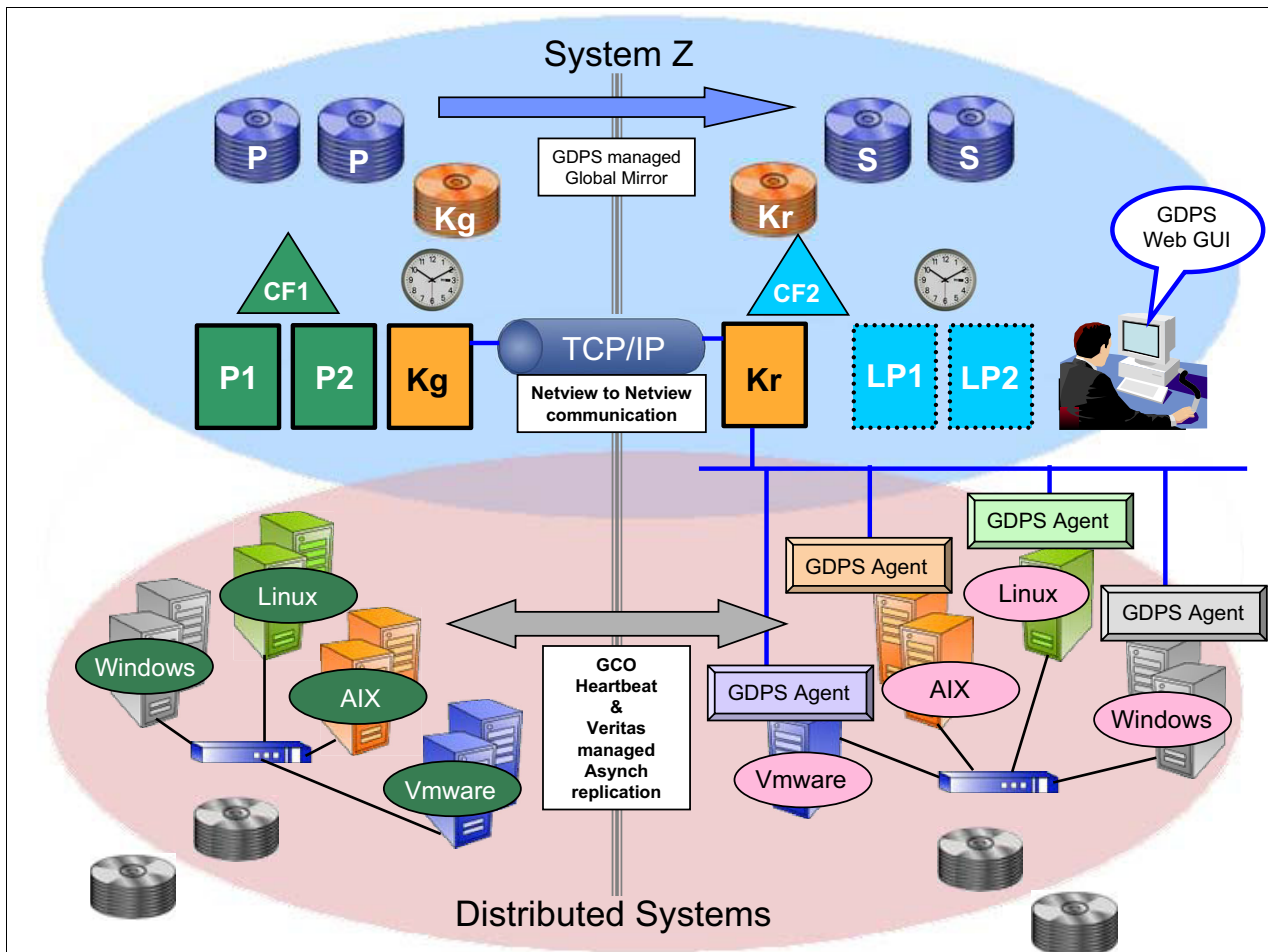 System Z
P
P
S
S
GDPS managed
Global Mirror
Kg
Kr
GDPS
Web GUI
CF1
CF2
P1
P2
Kg
TCP/IP
Netview to Netview
communication
Kr
LP1
LP2
GDPS Agent
GDPS Agent
GDPS Agent
GDPS Agent
Linux
Windows
AIX
Vmware
GCO
Heartbeat
&
Veritas
managed
Asynch
replication
Linux
AIX
Windows
Vmware
Distributed Systems